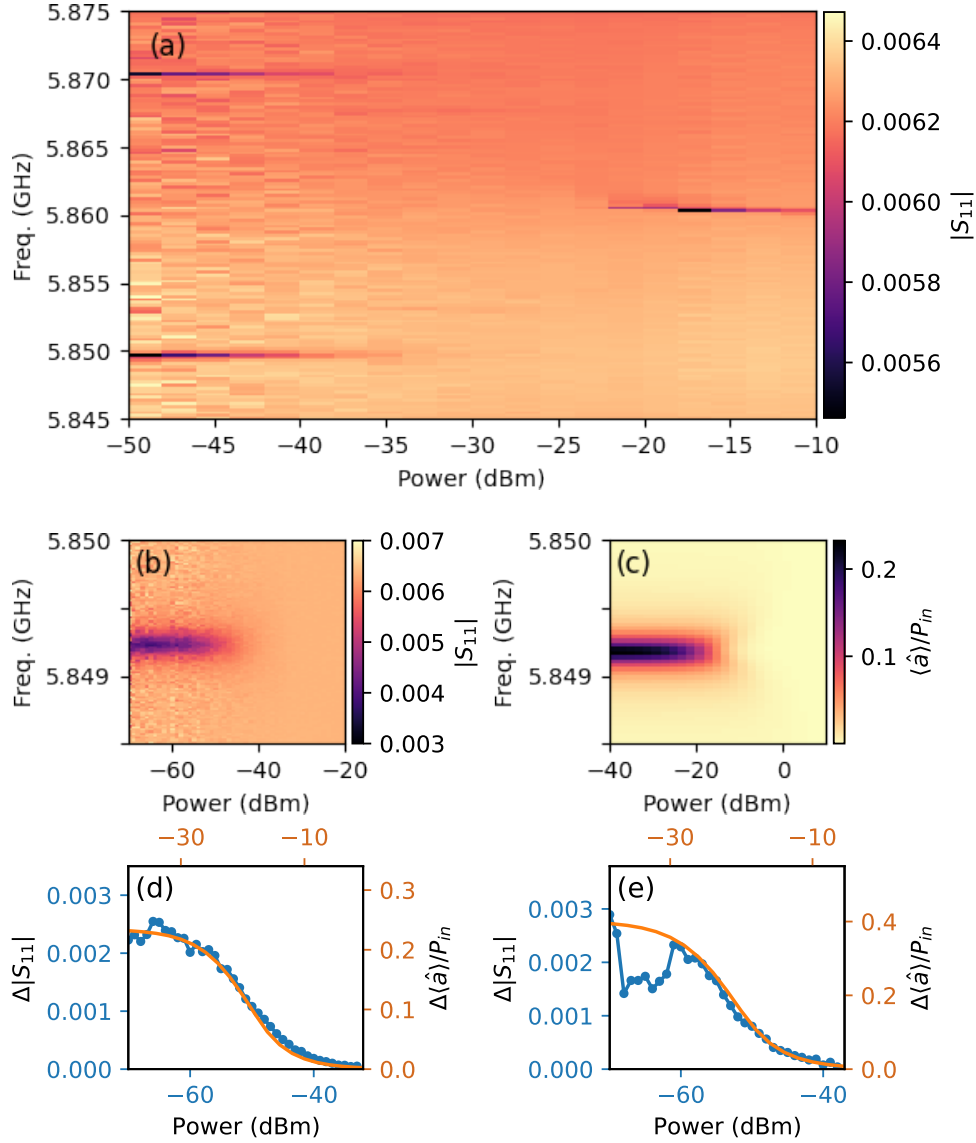 (a)
5.875
5.870
5.865
5.860
5.855
5.850
5.845
Freq. (GHz)
−50 −45 −40 −35 −30 −25 −20 −15 −10
Power (dBm)
0.0064
0.0062
0.0060
0.0058
0.0056
|S11|
(b)
5.850
5.849
Freq. (GHz)
−60 −40 −20
Power (dBm)
0.007
0.006
0.005
0.004
0.003
|S11|
(c)
5.850
5.849
Freq. (GHz)
−40 −20 0
Power (dBm)
0.2
0.1
⟨â⟩/Pin
(d)
−30 −10
0.003
0.002
0.001
0.000
Δ|S11|
0.3
0.2
0.1
0.0
Δ⟨â⟩/Pin
−60 −40
Power (dBm)
(e)
−30 −10
0.003
0.002
0.001
0.000
Δ|S11|
0.4
0.2
0.0
Δ⟨â⟩/Pin
−60 −40
Power (dBm)